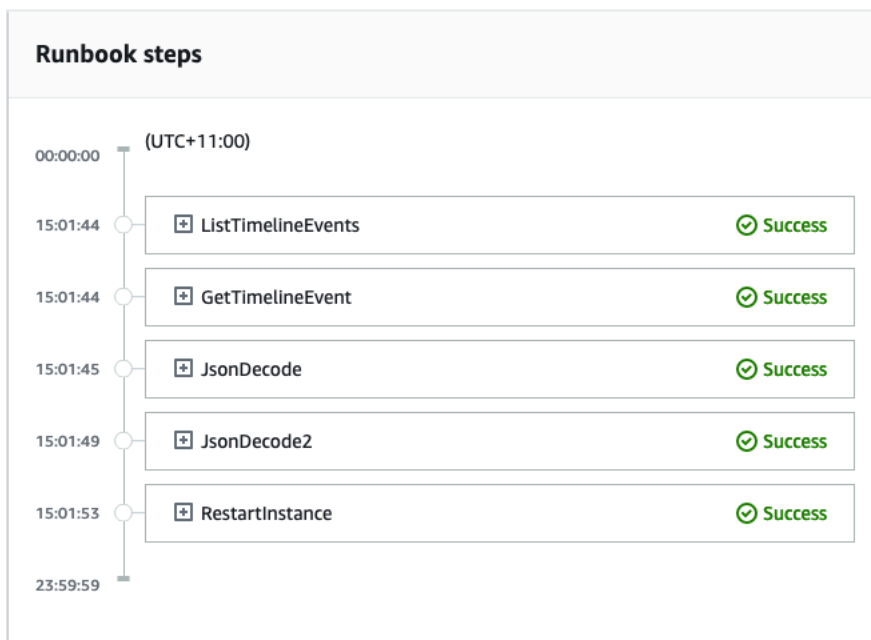 Runbook steps
(UTC+11:00)
00:00:00
15:01:44 ListTimelineEvents Success
15:01:44 GetTimelineEvent Success
15:01:45 JsonDecode Success
15:01:49 JsonDecode2 Success
15:01:53 RestartInstance Success
23:59:59